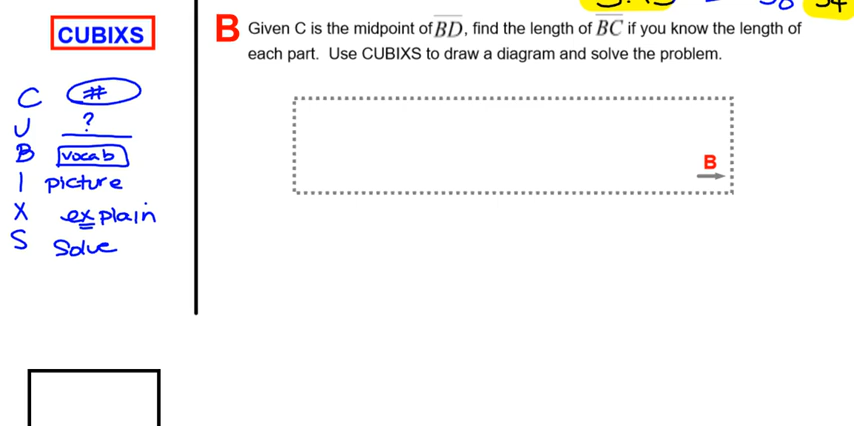 CUBIXS
B Given C is the midpoint of BD, find the length of BC if you know the length of
each part. Use CUBIXS to draw a diagram and solve the problem.
C #
U ?
B vocab
I picture
X explain
S Solve
B